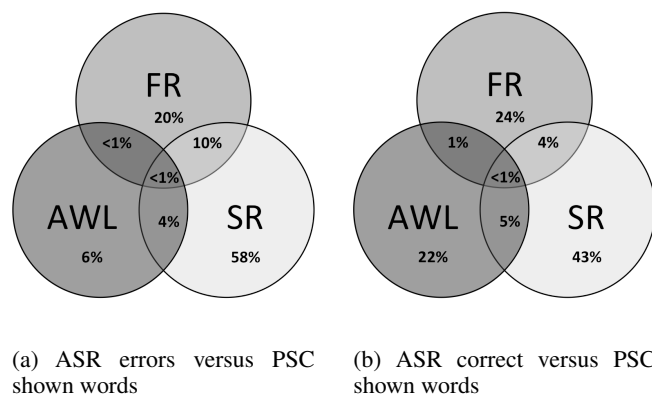 FR FR
20% 24%
<1% 10% 1% 4%
<1% <1%
AWL 4% SR AWL 5% SR
6% 58% 22% 43%
(a) ASR errors versus PSC (b) ASR correct versus PSC
shown words shown words